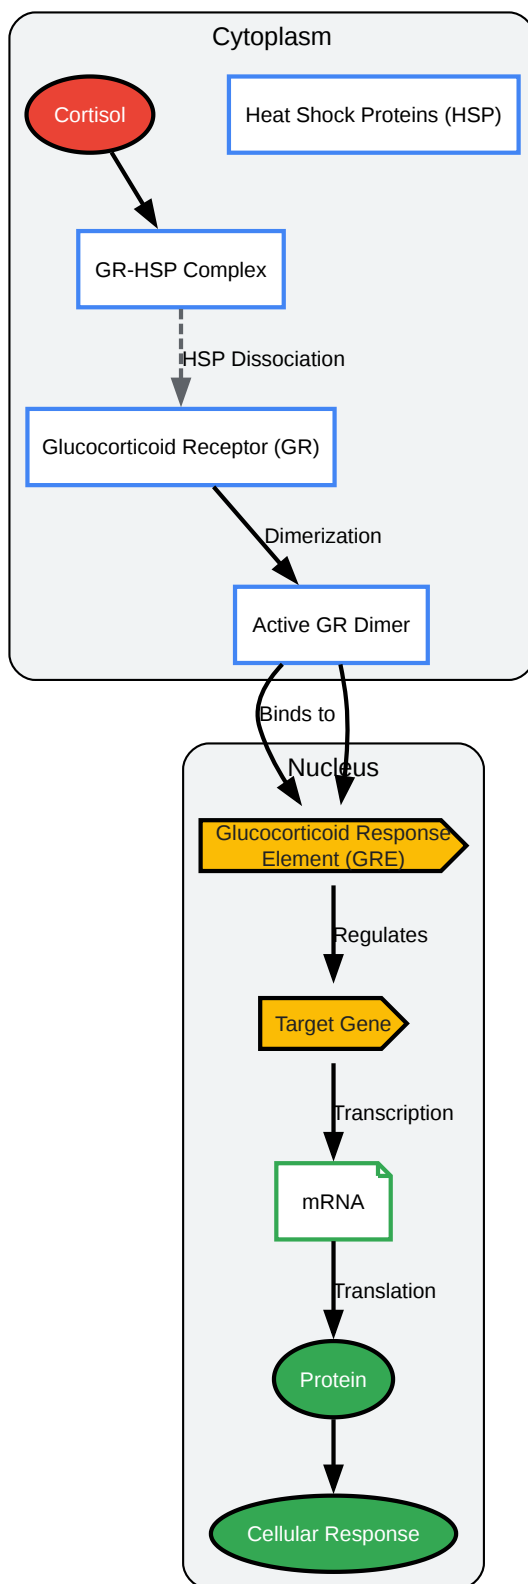 Cytoplasm
Cortisol
Heat Shock Proteins (HSP)
GR-HSP Complex
HSP Dissociation
Glucocorticoid Receptor (GR)
Dimerization
Active GR Dimer
Binds to
Nucleus
Glucocorticoid Response
Element (GRE)
Regulates
Target Gene
Transcription
mRNA
Translation
Protein
Cellular Response